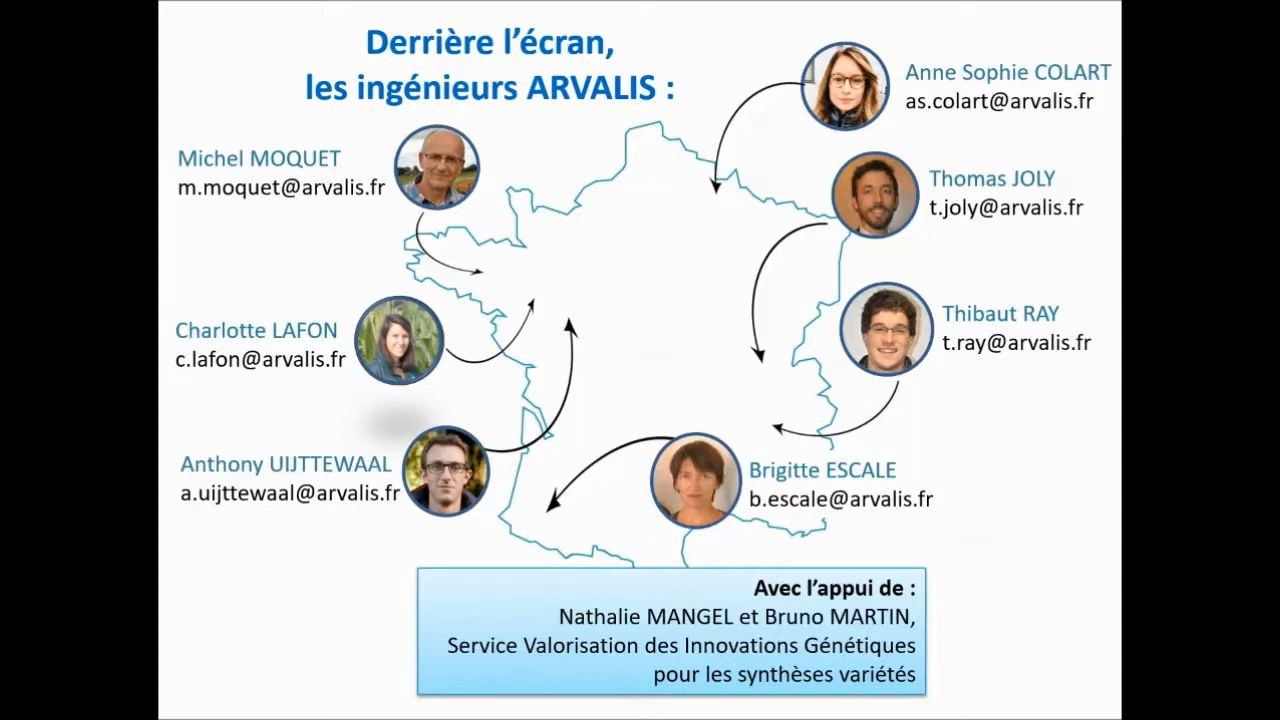 Derrière l’écran,
les ingénieurs ARVALIS :
Anne Sophie COLART
as.colart@arvalis.fr
Michel MOQUET
m.moquet@arvalis.fr
Thomas JOLY
t.joly@arvalis.fr
Charlotte LAFON
c.lafon@arvalis.fr
Thibaut RAY
t.ray@arvalis.fr
Anthony UIJTTEWAAL
a.uijttewaal@arvalis.fr
Brigitte ESCALE
b.escale@arvalis.fr
Avec l’appui de :
Nathalie MANGEL et Bruno MARTIN,
Service Valorisation des Innovations Génétiques
pour les synthèses variétés